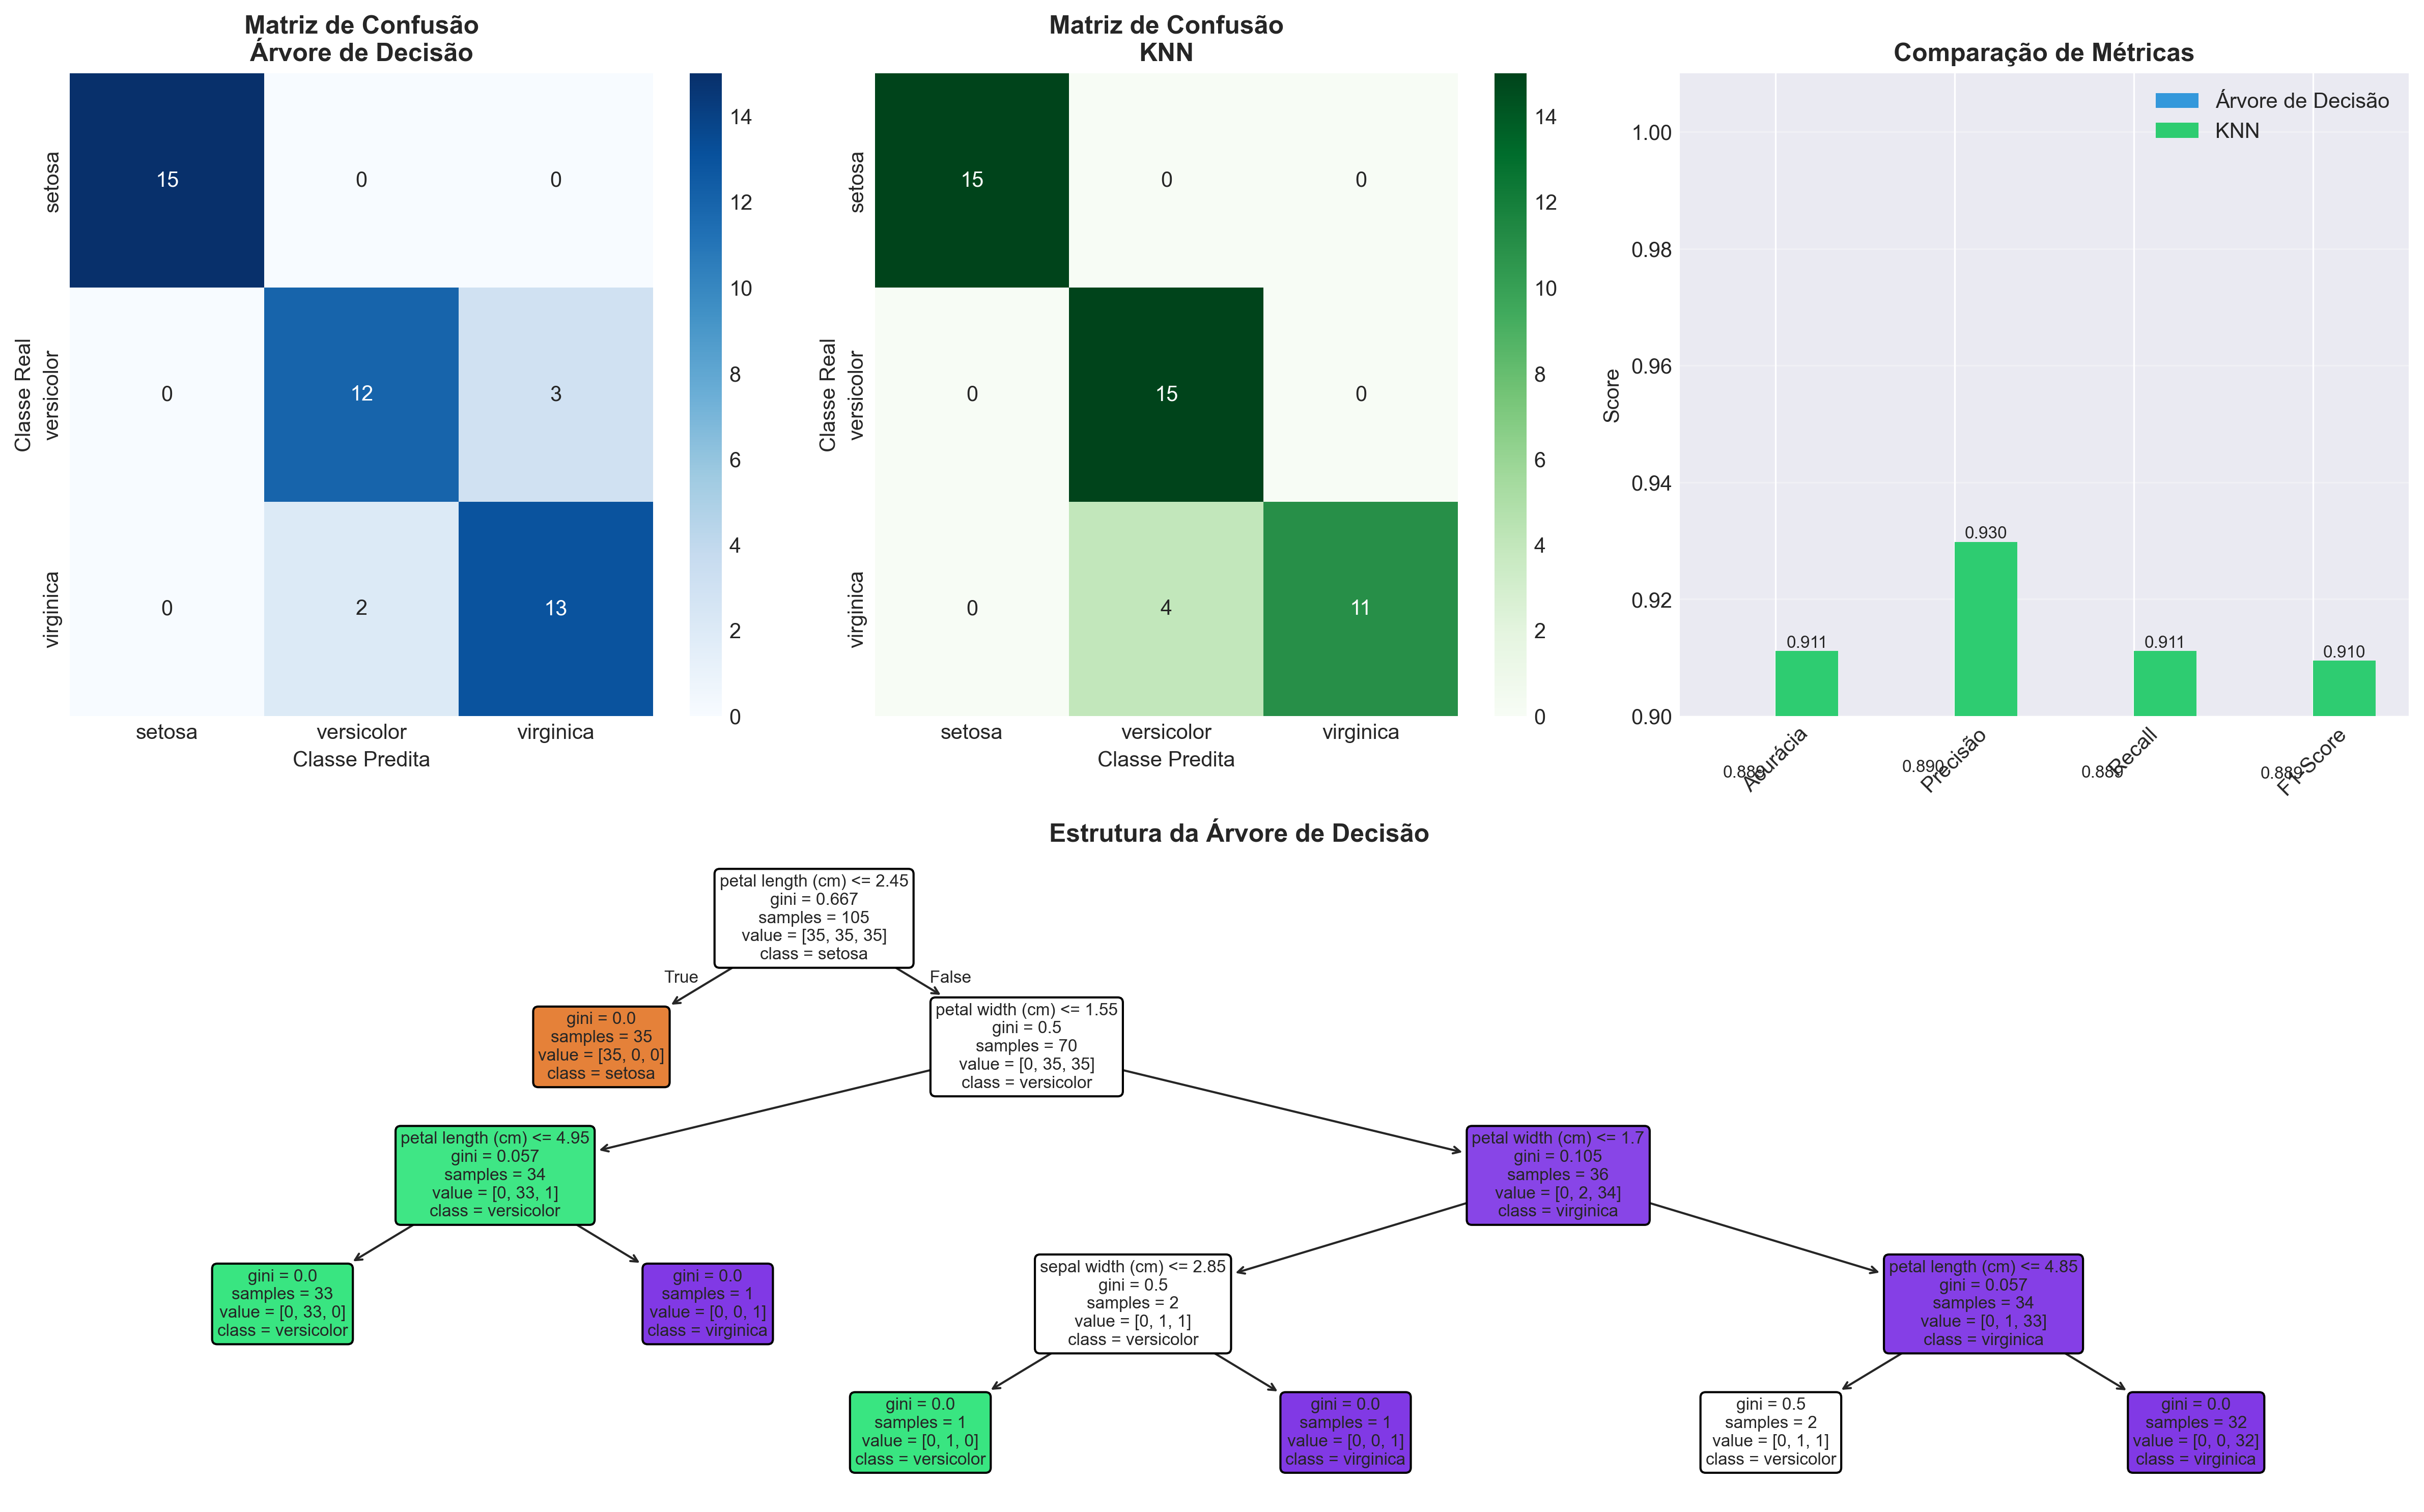 Matriz de Confusão
Árvore de Decisão
14
12
10
8
6
4
2
0
15
0
0
0
12
3
0
2
13
setosa
versicolor
virginica
Classe Real
setosa
versicolor
virginica
Classe Predita
Matriz de Confusão
KNN
14
12
10
8
6
4
2
0
15
0
0
0
15
0
0
4
11
setosa
versicolor
virginica
Classe Real
setosa
versicolor
virginica
Classe Predita
Comparação de Métricas
Árvore de Decisão
KNN
1.00
0.98
0.96
0.94
0.92
0.90
Score
0.911
0.930
0.911
0.910
0.889
0.890
0.889
0.889
Acurácia
Precisão
Recall
F1-Score
Estrutura da Árvore de Decisão
petal length (cm) <= 2.45
gini = 0.667
samples = 105
value = [35, 35, 35]
class = setosa
True
False
gini = 0.0
samples = 35
value = [35, 0, 0]
class = setosa
petal width (cm) <= 1.55
gini = 0.5
samples = 70
value = [0, 35, 35]
class = versicolor
petal length (cm) <= 4.95
gini = 0.057
samples = 34
value = [0, 33, 1]
class = versicolor
petal width (cm) <= 1.7
gini = 0.105
samples = 36
value = [0, 2, 34]
class = virginica
gini = 0.0
samples = 33
value = [0, 33, 0]
class = versicolor
gini = 0.0
samples = 1
value = [0, 0, 1]
class = virginica
sepal width (cm) <= 2.85
gini = 0.5
samples = 2
value = [0, 1, 1]
class = versicolor
petal length (cm) <= 4.85
gini = 0.057
samples = 34
value = [0, 1, 33]
class = virginica
gini = 0.0
samples = 1
value = [0, 1, 0]
class = versicolor
gini = 0.0
samples = 1
value = [0, 0, 1]
class = virginica
gini = 0.5
samples = 2
value = [0, 1, 1]
class = versicolor
gini = 0.0
samples = 32
value = [0, 0, 32]
class = virginica